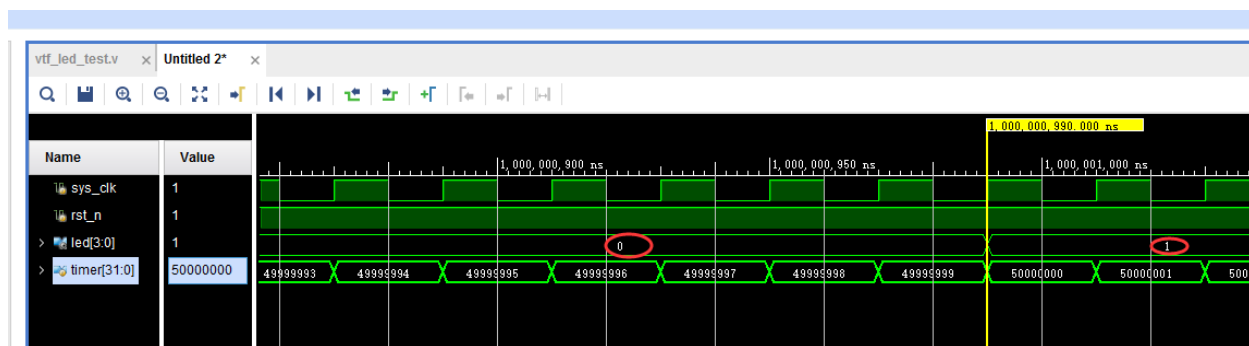 vtf_led_test.v × Untitled 2* ×
1,000,000,990.000 ns
Name Value
1,000,000,900 ns 1,000,000,950 ns 1,000,001,000 ns
sys_clk 1
rst_n 1
led[3:0] 1 0 1
timer[31:0] 50000000 49999993 49999994 49999995 49999996 49999997 49999998 49999999 50000000 50000001 500